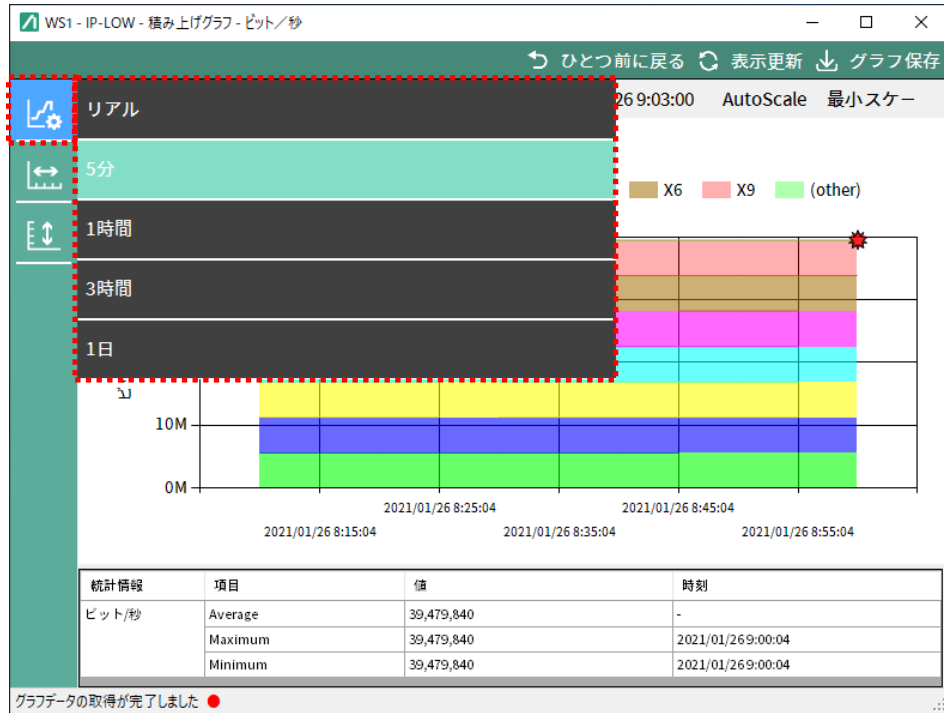 WS1 - IP-LOW - 積み上げグラフ - ビット／秒
ひとつ前に戻る 表示更新 グラフ保存
26 9:03:00 AutoScale 最小スケー
リアル
5分
1時間
3時間
1日
X6 X9 (other)
10M
0M
2021/01/26 8:25:04 2021/01/26 8:45:04
2021/01/26 8:15:04 2021/01/26 8:35:04 2021/01/26 8:55:04
統計情報 項目 値 時刻
ビット/秒 Average 39,479,840 -
Maximum 39,479,840 2021/01/26 9:00:04
Minimum 39,479,840 2021/01/26 9:00:04
グラフデータの取得が完了しました